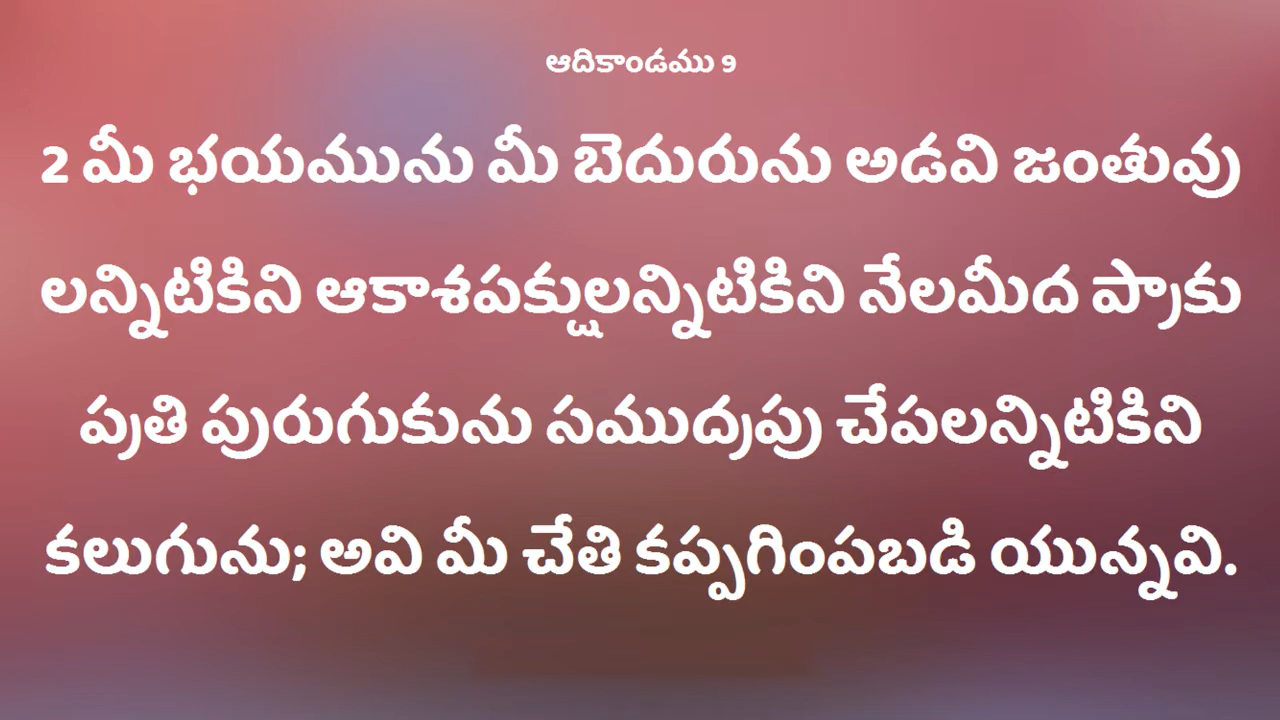 ఆదికాండము 9
2 మీ భయమును మీ బెదురును అడవి జంతువు
లన్నిటికిని ఆకాశపక్షులన్నిటికిని నేలమీద ప్రాకు
ప్రతి పురుగుకును సముద్రపు చేపలన్నిటికిని
కలుగును; అవి మీ చేతి కప్పగింపబడి యున్నవి.